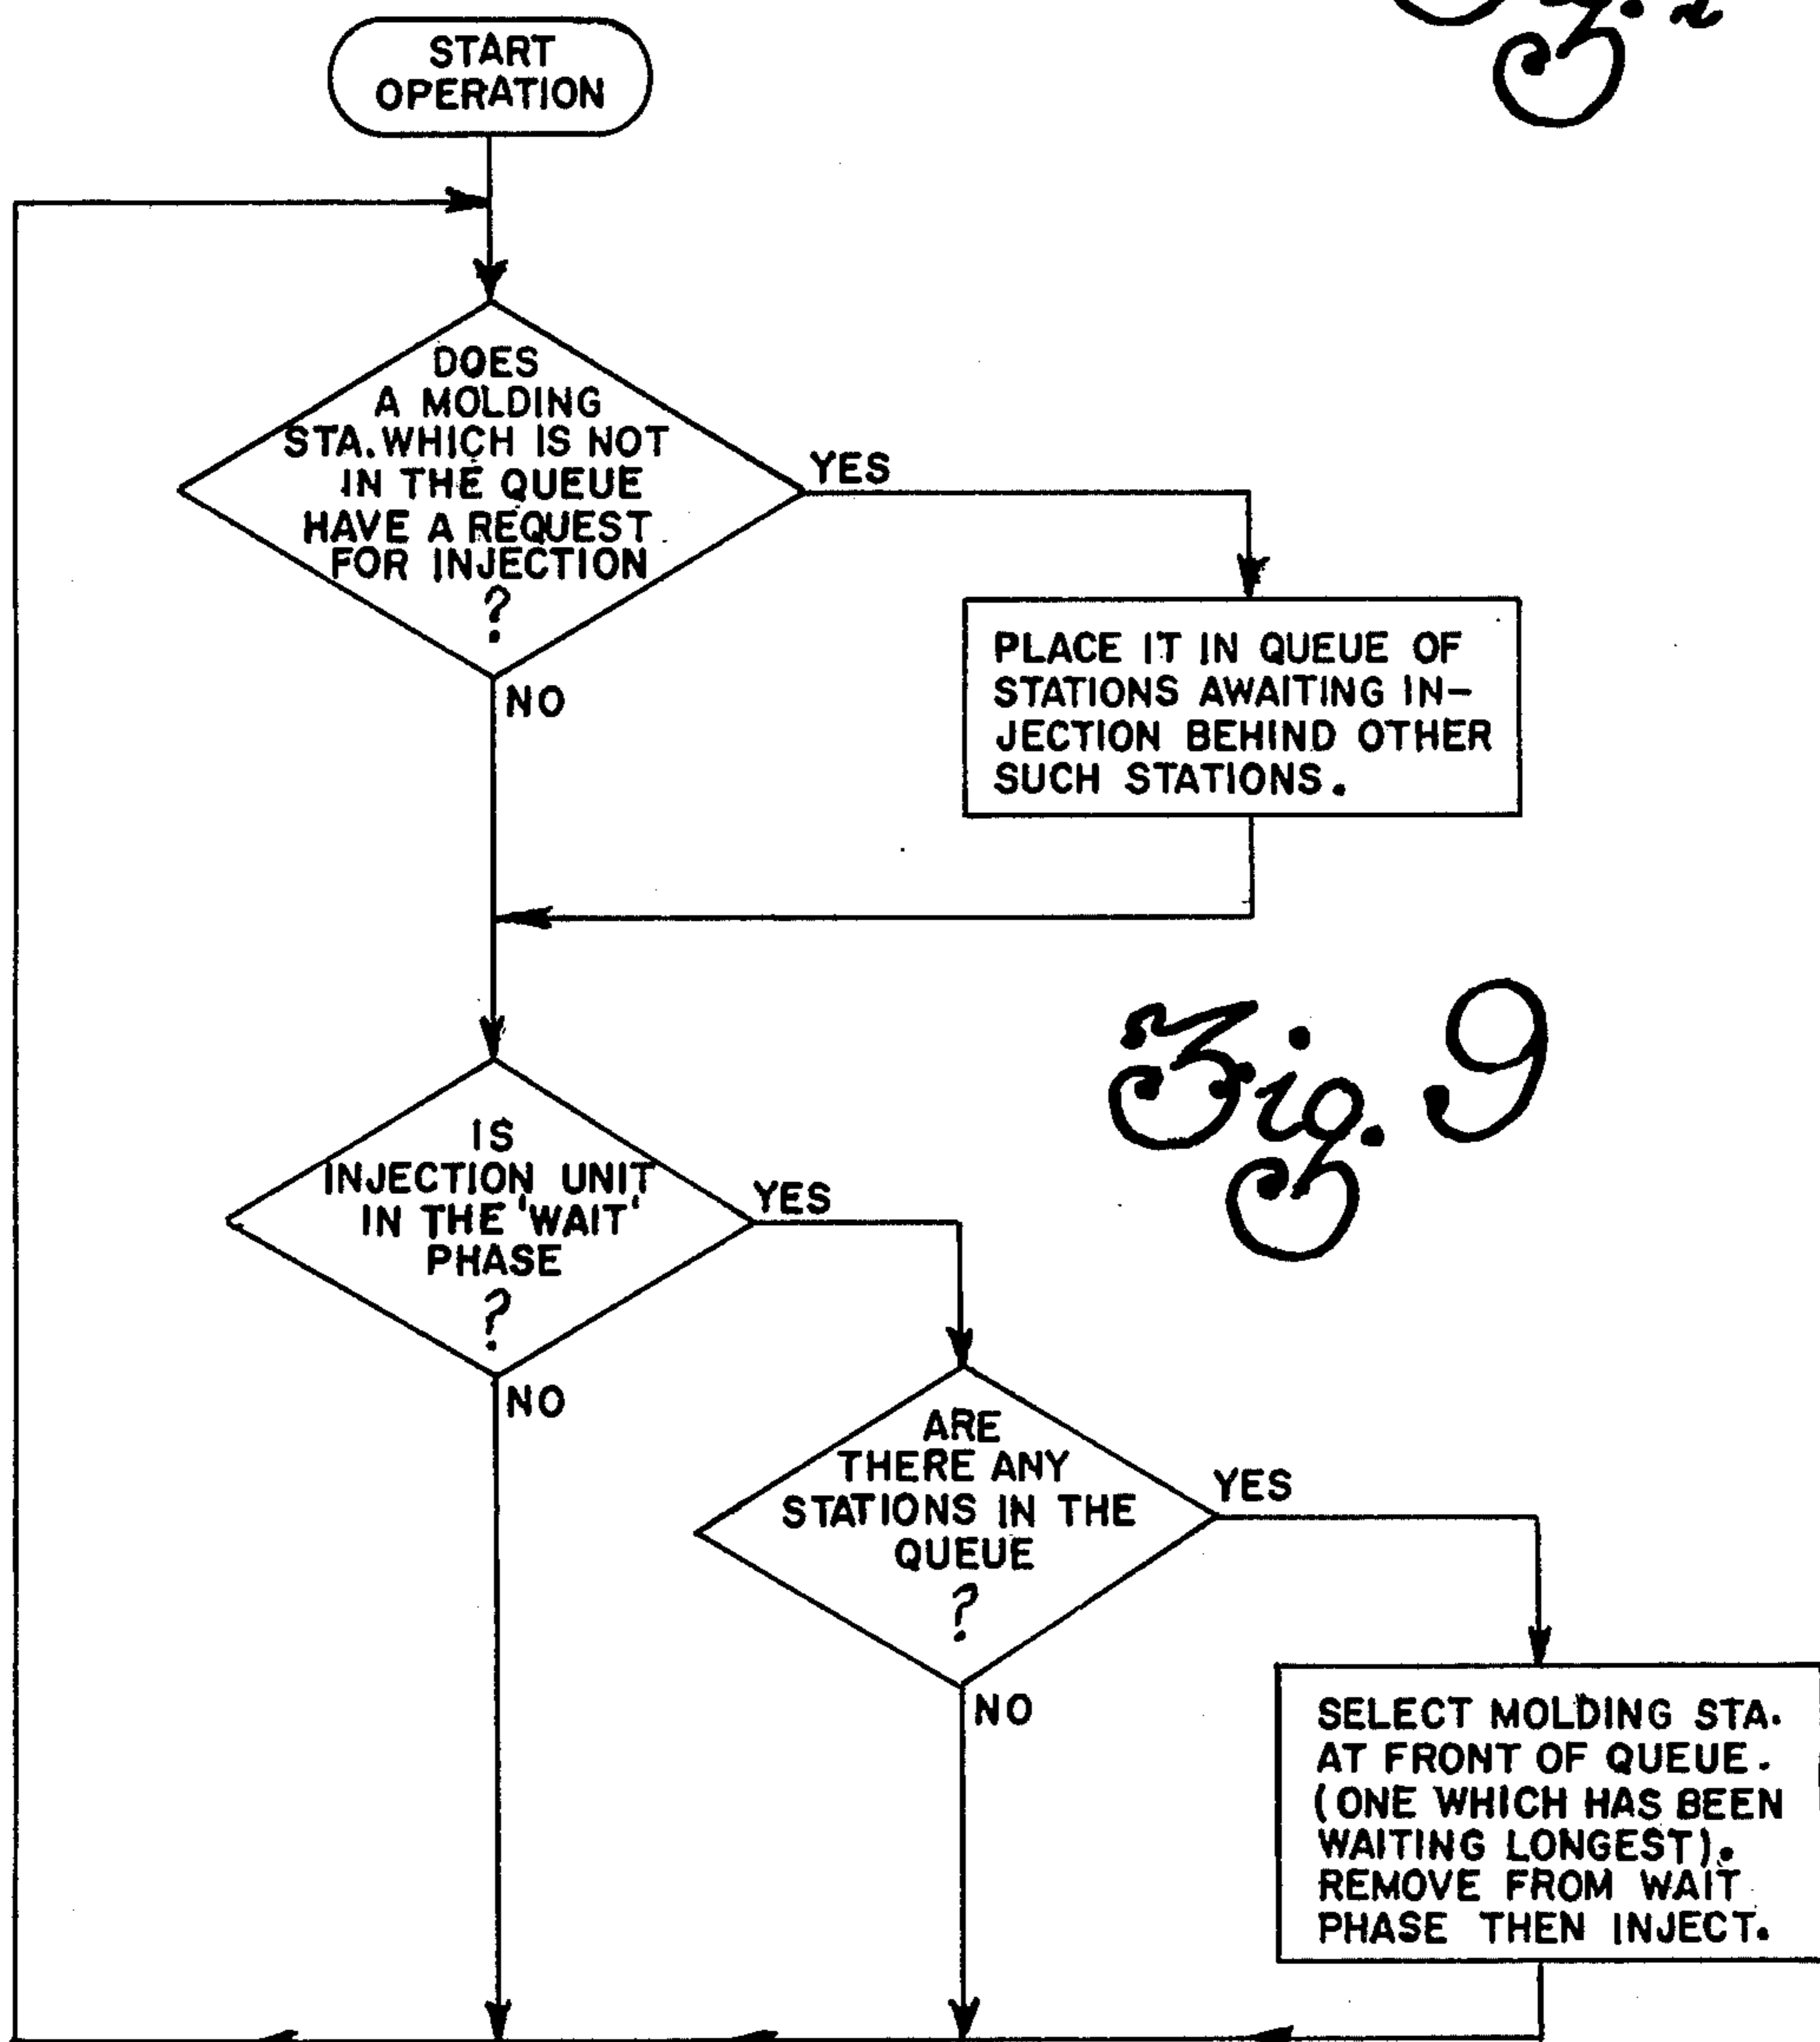 START
OPERATION
DOES
A MOLDING
STA. WHICH IS NOT
IN THE QUEUE
HAVE A REQUEST
FOR INJECTION
?
YES
NO
PLACE IT IN QUEUE OF
STATIONS AWAITING IN-
JECTION BEHIND OTHER
SUCH STATIONS.
Fig. 9
IS
INJECTION UNIT
IN THE 'WAIT'
PHASE
?
YES
NO
ARE
THERE ANY
STATIONS IN THE
QUEUE
?
YES
NO
SELECT MOLDING STA.
AT FRONT OF QUEUE.
(ONE WHICH HAS BEEN
WAITING LONGEST).
REMOVE FROM WAIT
PHASE THEN INJECT.